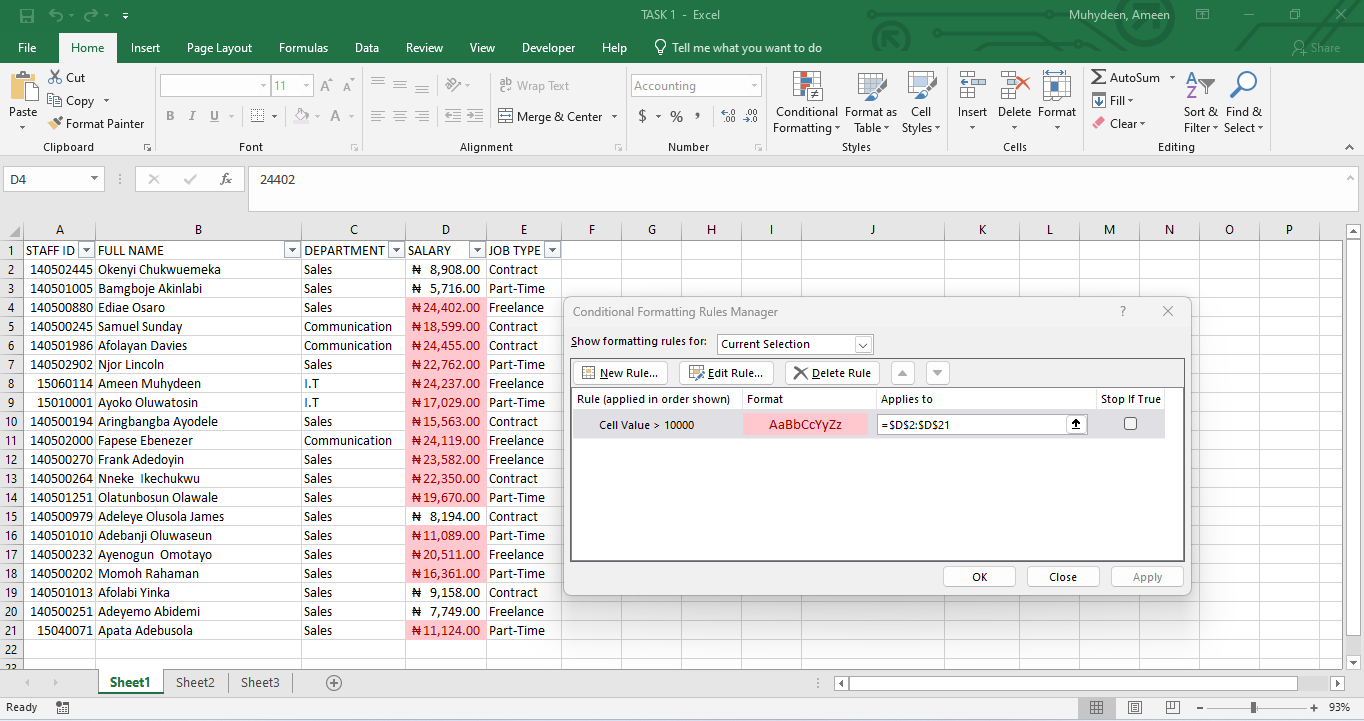 TASK 1 - Excel
Muhydeen, Ameen
File Home Insert Page Layout Formulas Data Review View Developer Help Tell me what you want to do Share
Paste
Cut
Copy
Format Painter
Clipboard
11
B I U
A A
A
Font
ab Wrap Text
Merge & Center
Alignment
Accounting
$ % ,
Number
Conditional Formatting
Format as Table
Cell Styles
Styles
Insert Delete Format
Cells
AutoSum
Fill
Clear
Sort & Filter
Find & Select
Editing
D4 fx 24402
A B C D E F G H I J K L M N O P
1 STAFF ID FULL NAME DEPARTMENT SALARY JOB TYPE
2 140502445 Okenyi Chukwuemeka Sales ₦ 8,908.00 Contract
3 140501005 Bamgboje Akinlabi Sales ₦ 5,716.00 Part-Time
4 140500880 Ediae Osaro Sales ₦ 24,402.00 Freelance
5 140500245 Samuel Sunday Communication ₦ 18,599.00 Contract
6 140501986 Afolayan Davies Communication ₦ 24,455.00 Freelance
7 140502902 Njor Lincoln Sales ₦ 22,762.00 Part-Time
8 15060114 Ameen Muhydeen I.T ₦ 24,237.00 Freelance
9 15010001 Ayoko Oluwatosin I.T ₦ 17,029.00 Part-Time
10 140500194 Aringbangba Ayodele Sales ₦ 15,563.00 Contract
11 140502000 Fapese Ebenezer Communication ₦ 24,119.00 Freelance
12 140500270 Frank Adedoyin Sales ₦ 23,582.00 Freelance
13 140500264 Nneke Ikechukwu Sales ₦ 22,350.00 Contract
14 140501251 Olatunbosun Olawale Sales ₦ 19,670.00 Part-Time
15 140500979 Adeleye Olusola James Sales ₦ 8,194.00 Contract
16 140501010 Adebanji Oluwaseun Sales ₦ 11,089.00 Part-Time
17 140500232 Ayenogun Omotayo Sales ₦ 20,511.00 Freelance
18 140500202 Momoh Rahaman Sales ₦ 16,361.00 Part-Time
19 140501013 Afolabi Yinka Sales ₦ 9,158.00 Contract
20 140500251 Adeyemo Abidemi Sales ₦ 7,749.00 Freelance
21 15040071 Apata Adebusola Sales ₦ 11,124.00 Part-Time
22
23
Conditional Formatting Rules Manager ?
Show formatting rules for: Current Selection
New Rule... Edit Rule... Delete Rule
Rule (applied in order shown) Format Applies to Stop If True
Cell Value > 10000 AaBbCcYyZz =$D$2:$D$21
OK Close Apply
Sheet1 Sheet2 Sheet3
Ready
93%